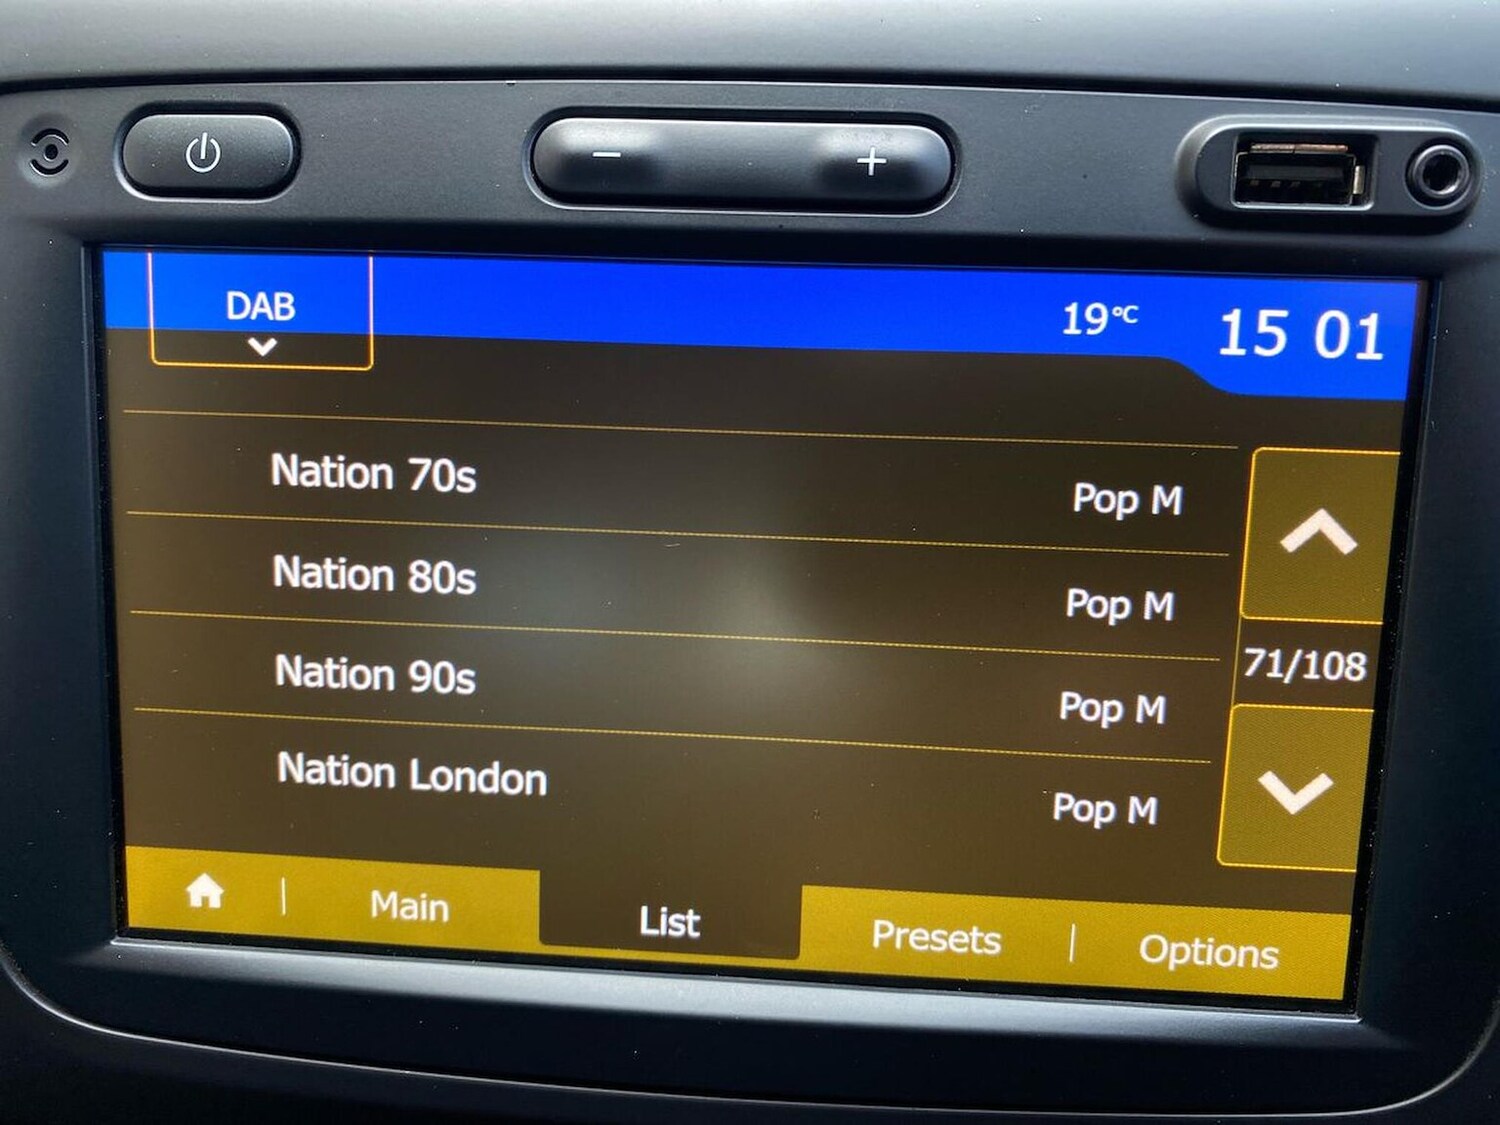 DAB
19°C
15 01
Nation 70s Pop M
Nation 80s Pop M
71/108
Nation 90s Pop M
Nation London Pop M
Main
List
Presets
Options